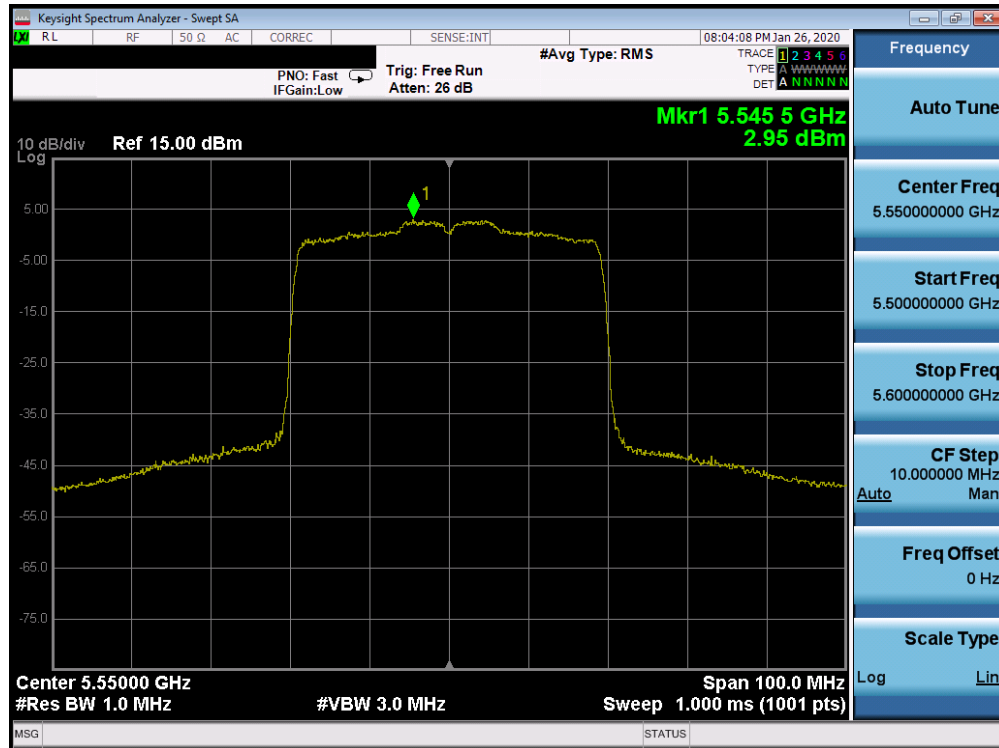 Keysight Spectrum Analyzer - Swept SA
LXI RL RF 50 Ω AC CORREC SENSE:INT 08:04:08 PM Jan 26, 2020
#Avg Type: RMS TRACE 1 2 3 4 5 6
PNO: Fast Trig: Free Run TYPE A WWWWW
IFGain:Low Atten: 26 dB DET A N N N N N
Mkr1 5.545 5 GHz
10 dB/div Ref 15.00 dBm 2.95 dBm
Log
1
5.00
-5.00
-15.0
-25.0
-35.0
-45.0
-55.0
-65.0
-75.0
Center 5.55000 GHz Span 100.0 MHz
#Res BW 1.0 MHz #VBW 3.0 MHz Sweep 1.000 ms (1001 pts)
MSG STATUS
Frequency
Auto Tune
Center Freq
5.550000000 GHz
Start Freq
5.500000000 GHz
Stop Freq
5.600000000 GHz
CF Step
10.000000 MHz
Auto Man
Freq Offset
0 Hz
Scale Type
Log Lin